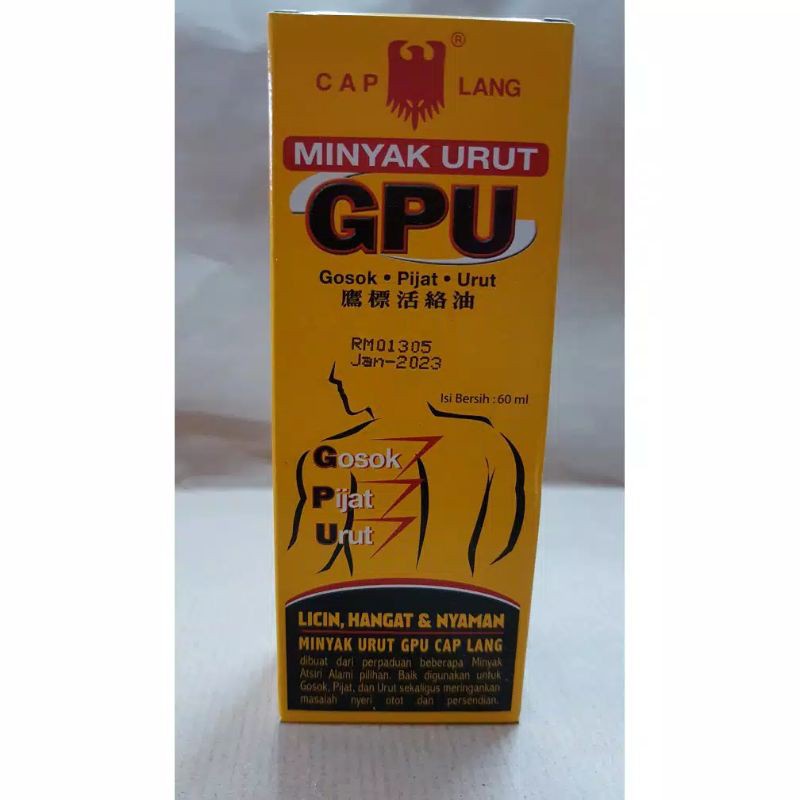 CAP LANG ®
MINYAK URUT
GPU
Gosok • Pijat • Urut
鷹標活絡油
RM01305
Jan-2023
Isi Bersih : 60 ml
Gosok
Pijat
Urut
LICIN, HANGAT & NYAMAN
MINYAK URUT GPU CAP LANG
dibuat dari perpaduan beberapa Minyak
Atsiri Alami pilihan. Baik digunakan untuk
Gosok, Pijat, dan Urut sekaligus meringankan
masalah nyeri otot dan persendian.